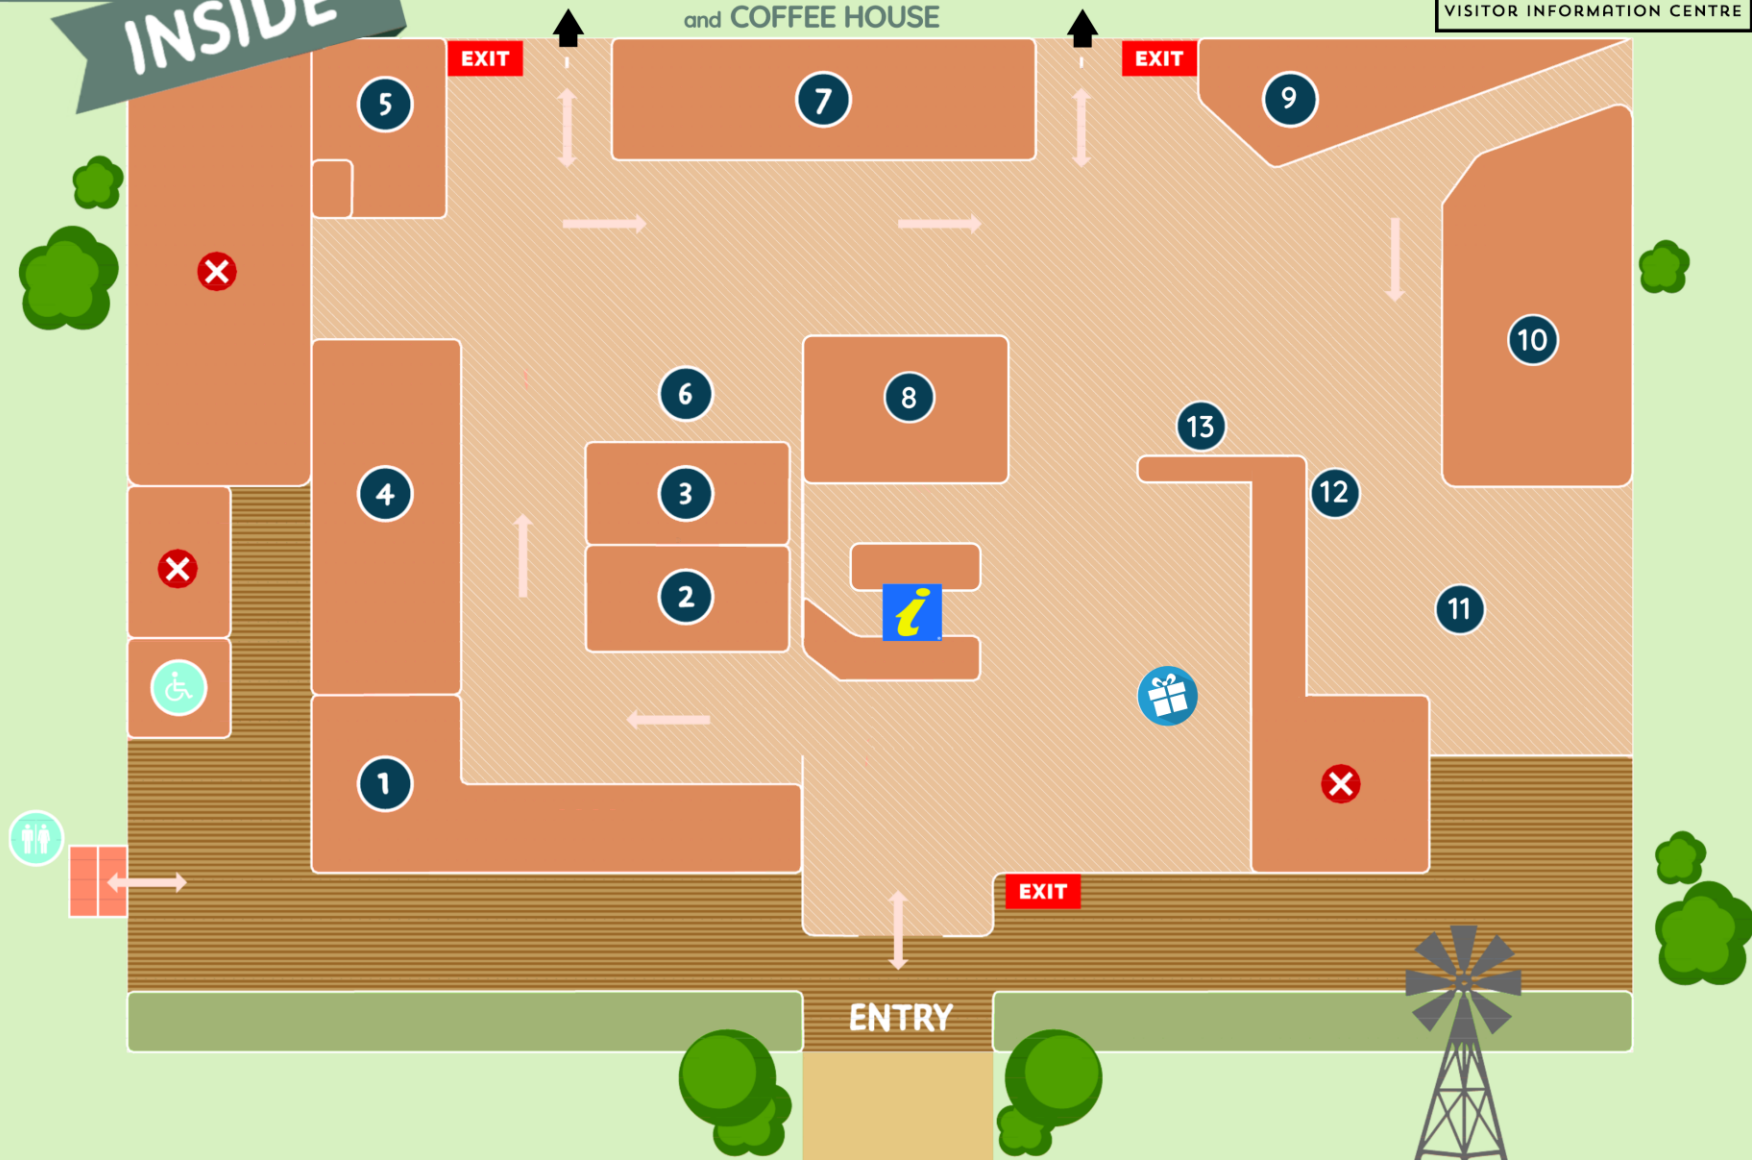 INSIDE
and COFFEE HOUSE
VISITOR INFORMATION CENTRE
EXIT
EXIT
5
7
9
10
6
8
13
4
3
12
2
i
11
1
EXIT
ENTRY